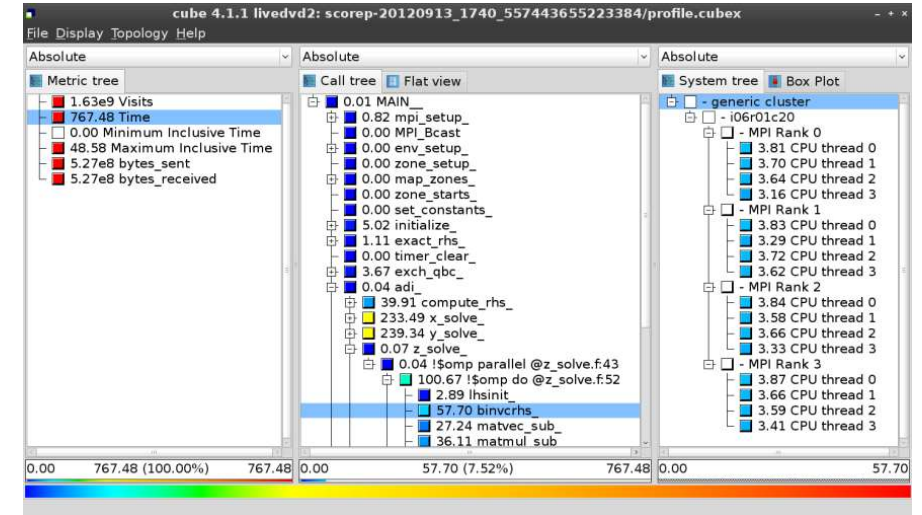 cube 4.1.1 livedvd2: scorep-20120913_1740_557443655223384/profile.cubex
File Display Topology Help
Absolute
Metric tree
1.63e9 Visits
767.48 Time
0.00 Minimum Inclusive Time
48.58 Maximum Inclusive Time
5.27e8 bytes_sent
5.27e8 bytes_received
0.00 767.48 (100.00%) 767.48
Absolute
Call tree Flat view
0.01 MAIN__
0.82 mpi_setup_
0.00 MPI_Bcast
0.00 env_setup_
0.00 zone_setup_
0.00 map_zones_
0.00 zone_starts_
0.00 set_constants_
5.02 initialize_
1.11 exact_rhs_
0.00 timer_clear_
3.67 exch_qbc_
0.04 adi_
39.91 compute_rhs_
233.49 x_solve_
239.34 y_solve_
0.07 z_solve_
0.04 !$omp parallel @z_solve.f:43
100.67 !$omp do @z_solve.f:52
2.89 lhsinit_
57.70 binvcrhs_
27.24 matvec_sub_
36.11 matmul_sub
0.00 57.70 (7.52%) 767.48
Absolute
System tree Box Plot
- generic cluster
- i06r01c20
- MPI Rank 0
3.81 CPU thread 0
3.70 CPU thread 1
3.64 CPU thread 2
3.16 CPU thread 3
- MPI Rank 1
3.83 CPU thread 0
3.29 CPU thread 1
3.72 CPU thread 2
3.62 CPU thread 3
- MPI Rank 2
3.84 CPU thread 0
3.58 CPU thread 1
3.66 CPU thread 2
3.33 CPU thread 3
- MPI Rank 3
3.87 CPU thread 0
3.66 CPU thread 1
3.59 CPU thread 2
3.41 CPU thread 3
0.00 57.70